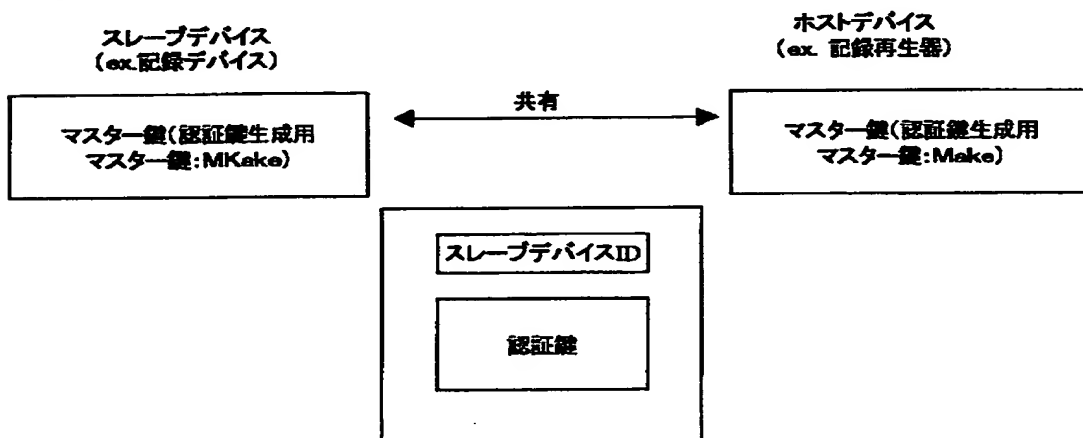 スレーブデバイス
(ex.記録デバイス)
ホストデバイス
(ex. 記録再生器)
共有
マスター鍵(認証鍵生成用
マスター鍵:MKake)
マスター鍵(認証鍵生成用
マスター鍵:Make)
スレーブデバイスID
認証鍵